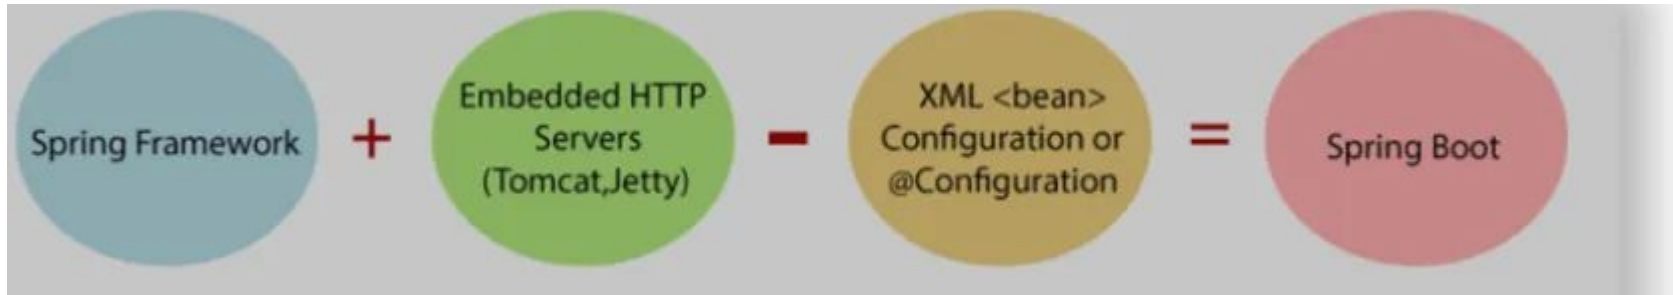 Spring Framework
+
Embedded HTTP
Servers
(Tomcat,Jetty)
-
XML <bean>
Configuration or
@Configuration
=
Spring Boot